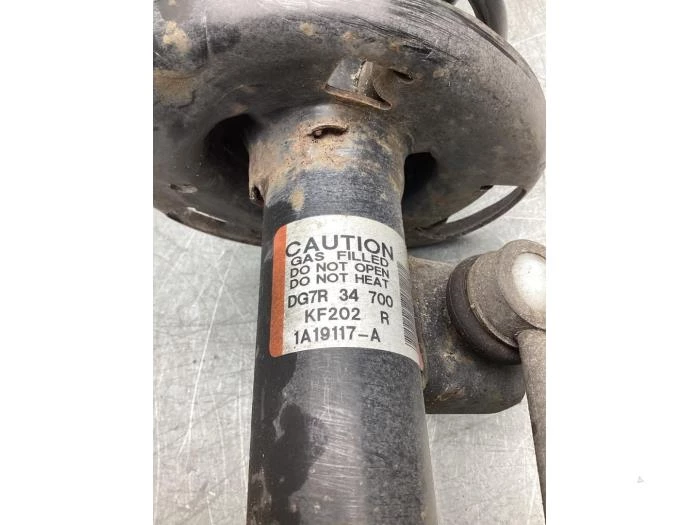 CAUTION
GAS FILLED
DO NOT OPEN
DO NOT HEAT
DG7R 34 700
KF202 R
1A19117-A